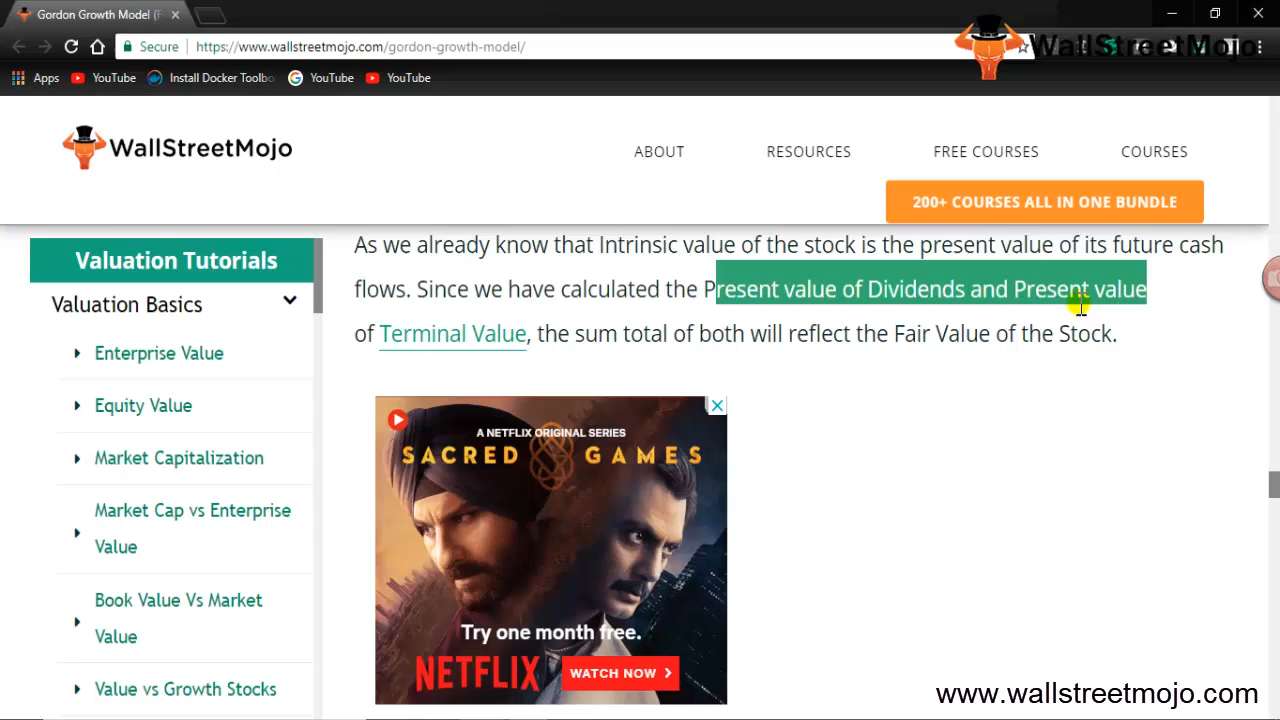 Gordon Growth Model (F
Secure
https://www.wallstreetmojo.com/gordon-growth-model/
WallStreetMojo
Apps
YouTube
Install Docker Toolbo
YouTube
YouTube
WallStreetMojo
ABOUT
RESOURCES
FREE COURSES
COURSES
200+ COURSES ALL IN ONE BUNDLE
Valuation Tutorials
Valuation Basics
Enterprise Value
Equity Value
Market Capitalization
Market Cap vs Enterprise
Value
Book Value Vs Market
Value
Value vs Growth Stocks
As we already know that Intrinsic value of the stock is the present value of its future cash
flows. Since we have calculated the Present value of Dividends and Present value
of Terminal Value, the sum total of both will reflect the Fair Value of the Stock.
A NETFLIX ORIGINAL SERIES
SACRED GAMES
Try one month free.
NETFLIX
WATCH NOW
www.wallstreetmojo.com